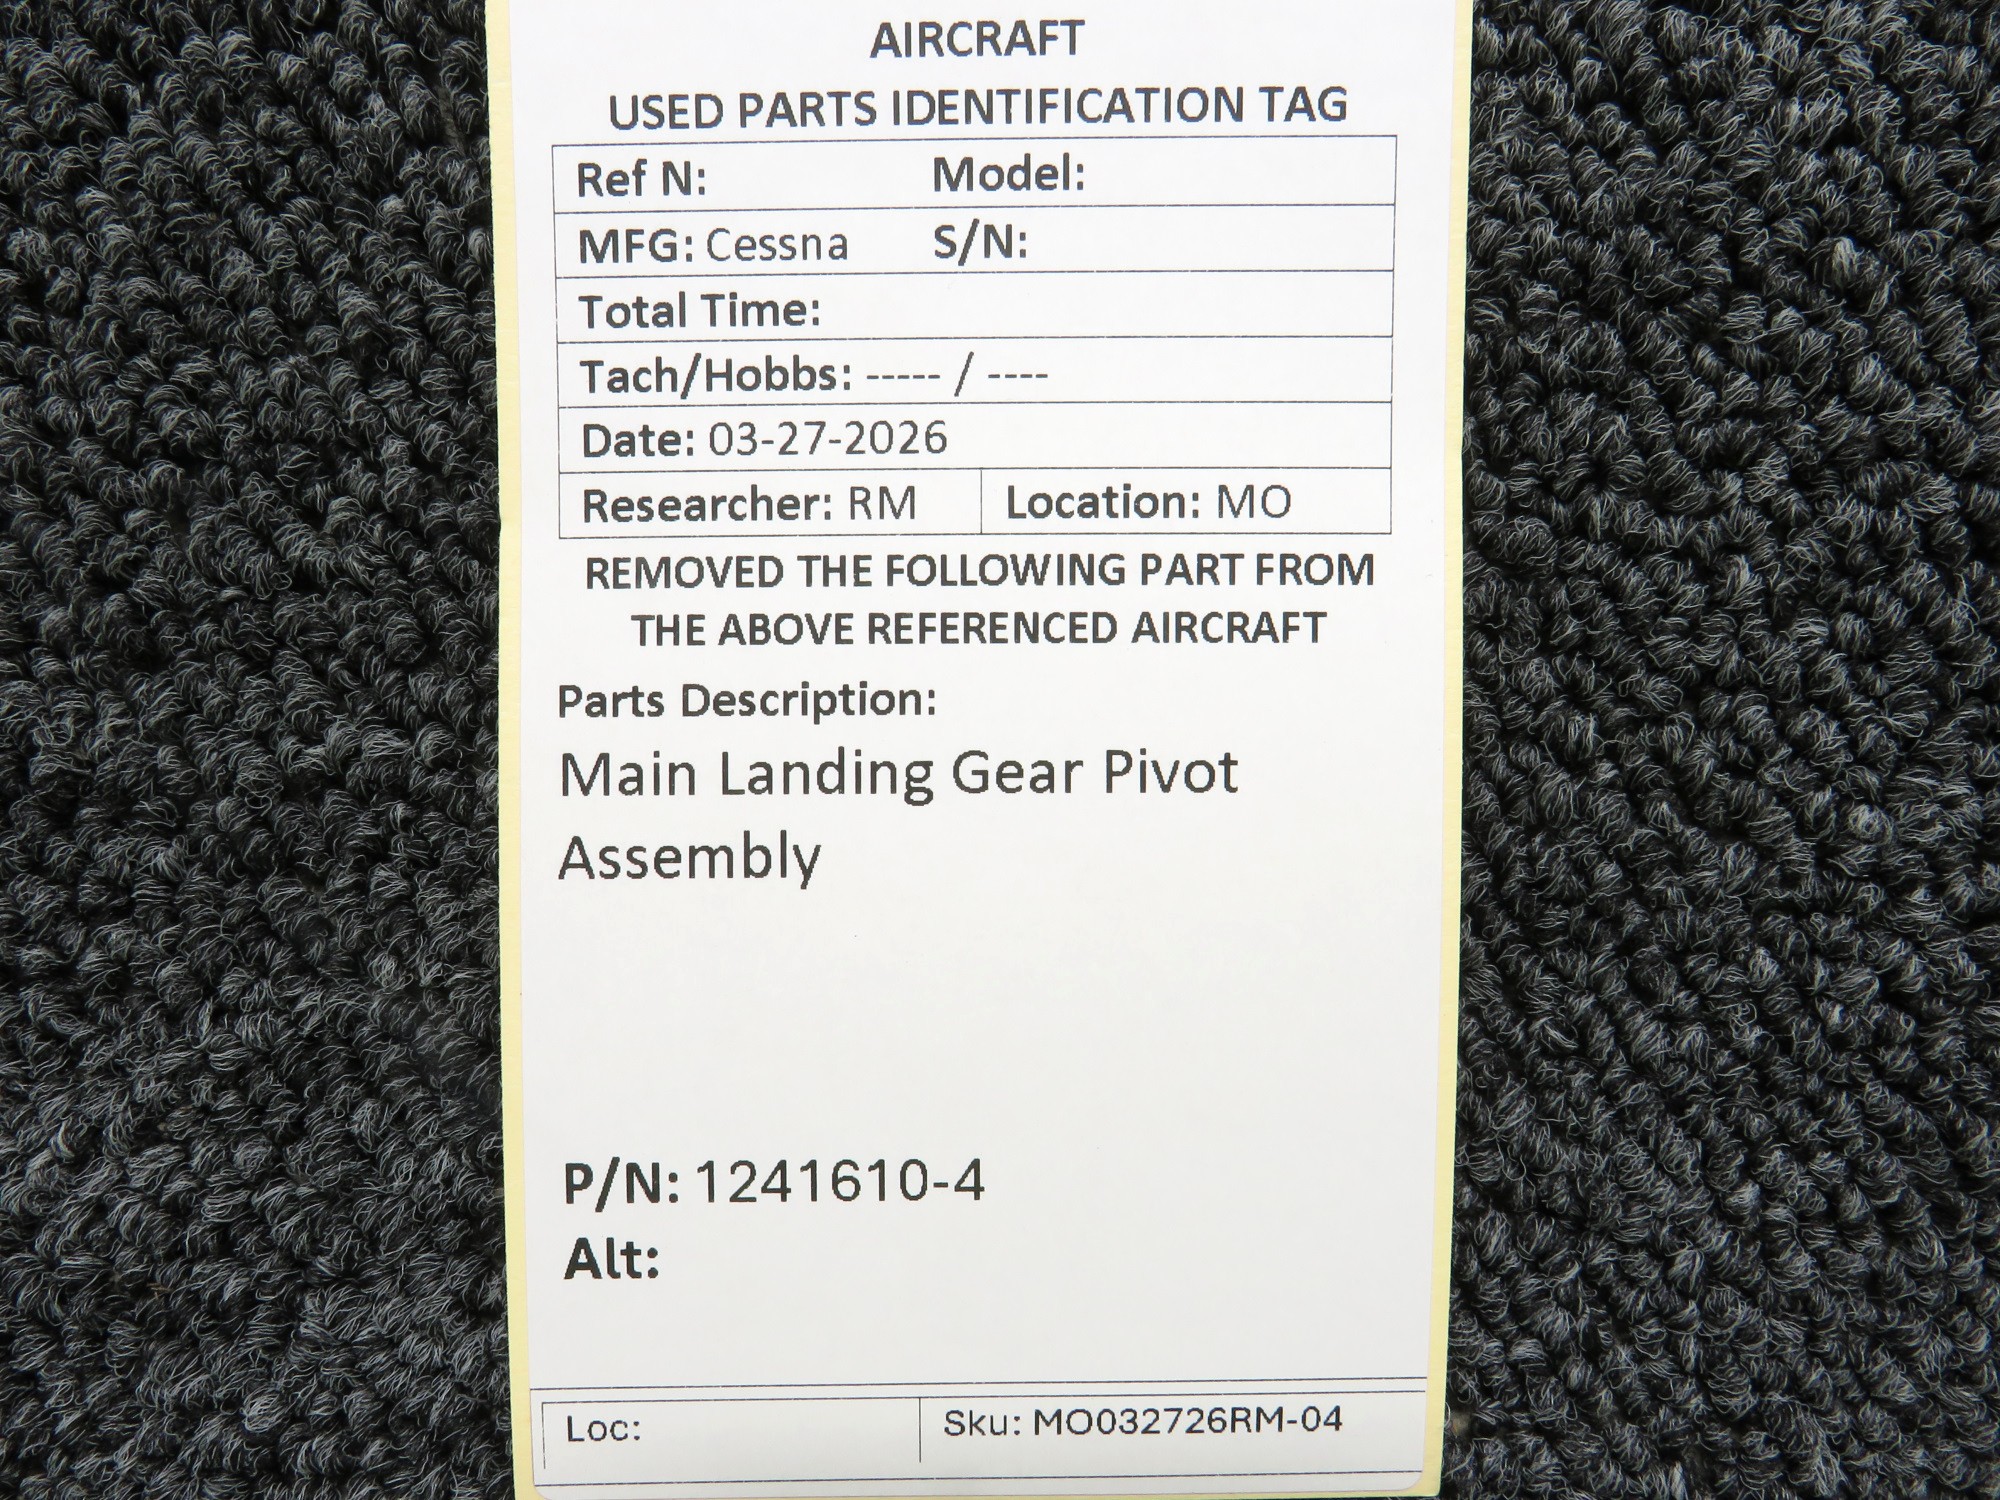 AIRCRAFT
USED PARTS IDENTIFICATION TAG
Ref N: Model:
MFG: Cessna S/N:
Total Time:
Tach/Hobbs: ----- / ----
Date: 03-27-2026
Researcher: RM Location: MO
REMOVED THE FOLLOWING PART FROM
THE ABOVE REFERENCED AIRCRAFT
Parts Description:
Main Landing Gear Pivot
Assembly
P/N: 1241610-4
Alt:
Loc: Sku: MO032726RM-04